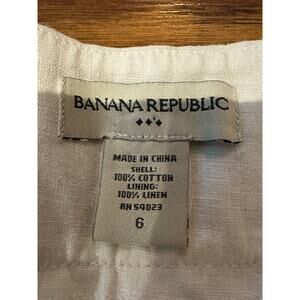 BANANA REPUBLIC
MADE IN CHINA
SHELL:
100% COTTON
LINING:
100% LINEN
RN 54023
6